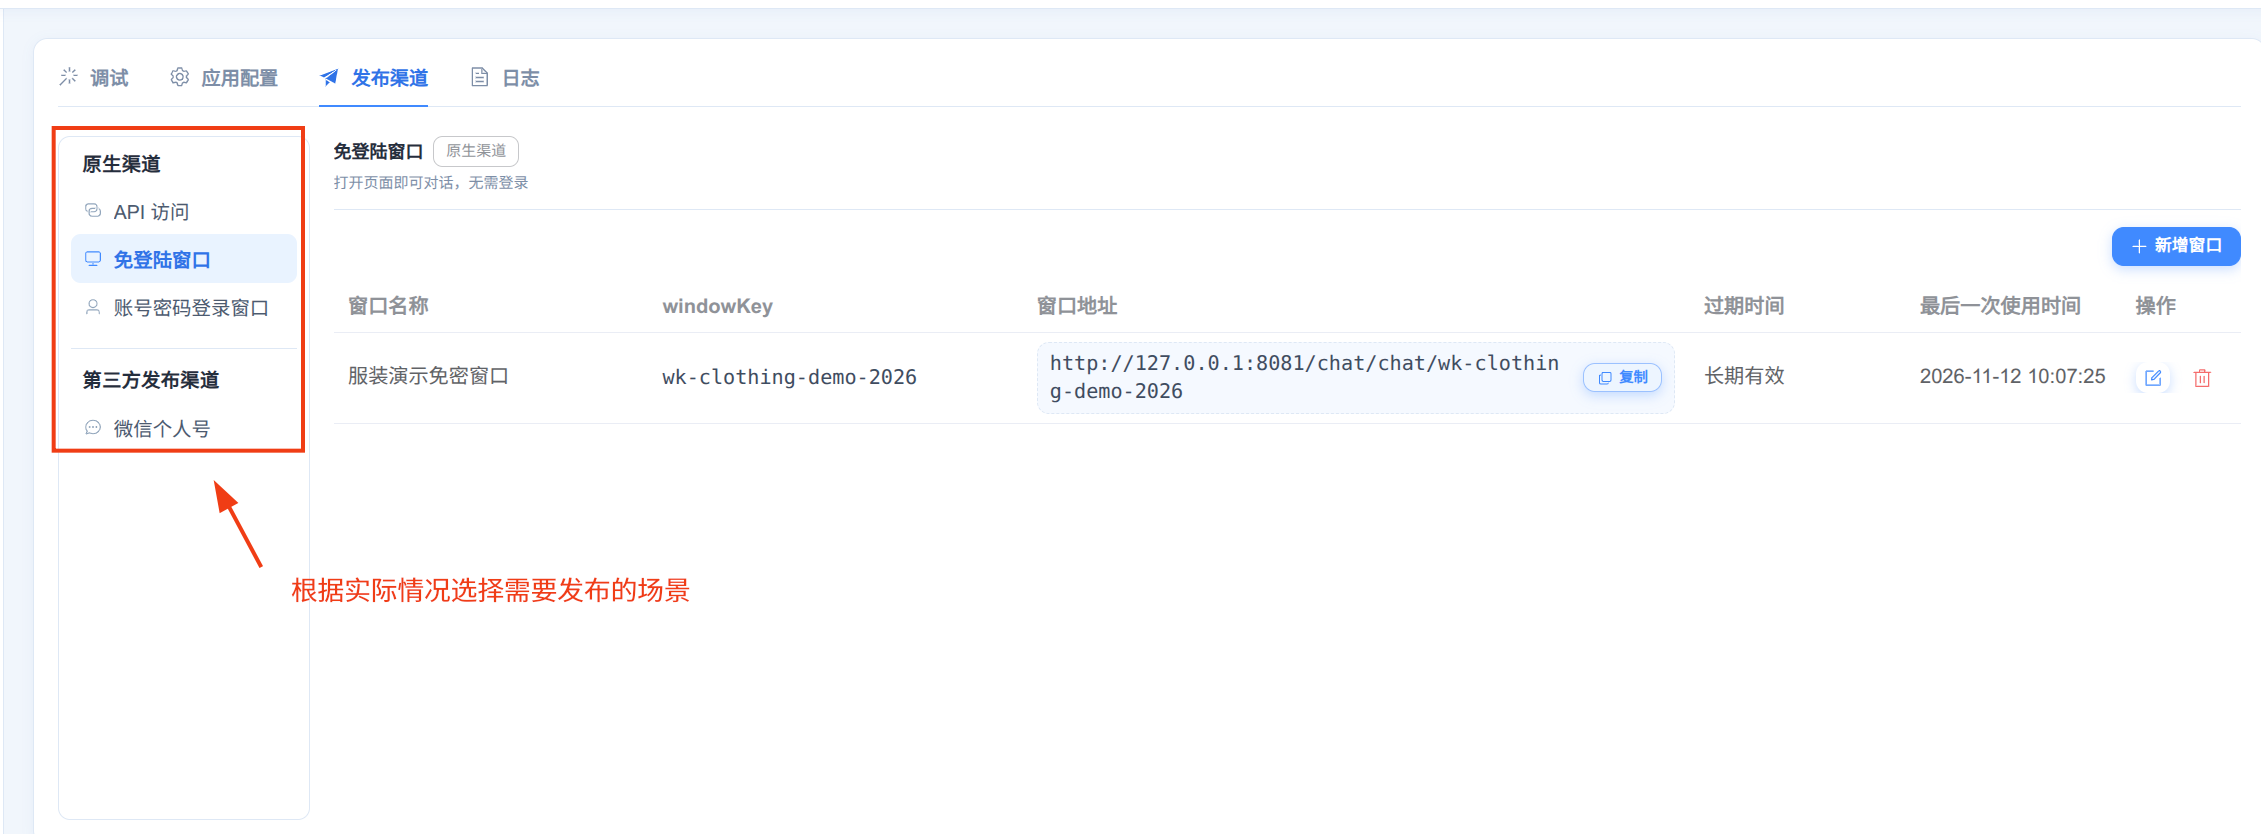 调试 应用配置 发布渠道 日志
原生渠道
API 访问
免登陆窗口
账号密码登录窗口
第三方发布渠道
微信个人号
免登陆窗口 原生渠道
打开页面即可对话，无需登录
新增窗口
窗口名称 windowKey 窗口地址 过期时间 最后一次使用时间 操作
服装演示免密窗口 wk-clothing-demo-2026 http://127.0.0.1:8081/chat/chat/wk-clothin 复制 长期有效 2026-11-12 10:07:25
g-demo-2026
根据实际情况选择需要发布的场景